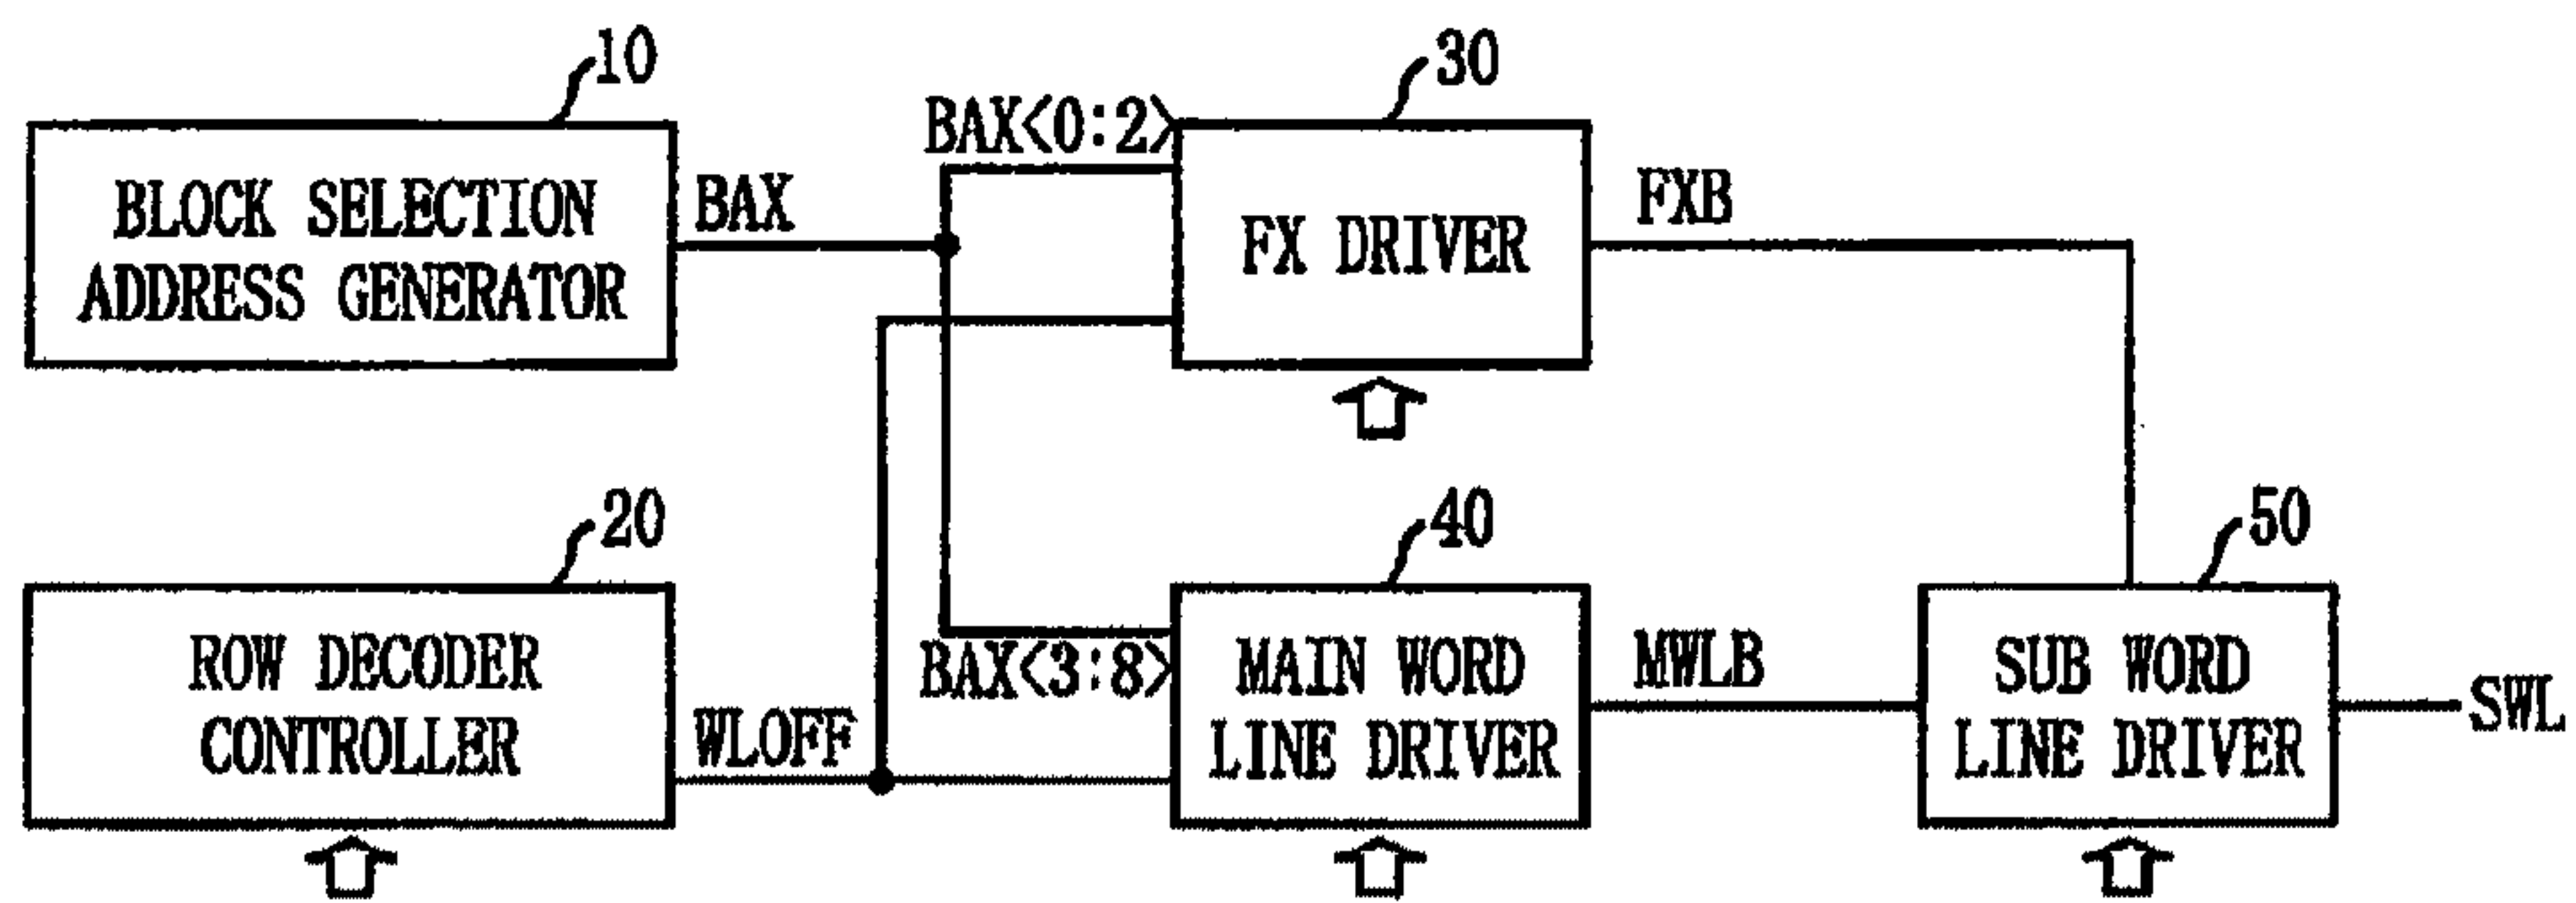 10
BLOCK SELECTION
ADDRESS GENERATOR
BAX
BAX<0:2>
30
FX DRIVER
FXB
20
ROW DECODER
CONTROLLER
WLOFF
BAX<3:8>
40
MAIN WORD
LINE DRIVER
MWLB
50
SUB WORD
LINE DRIVER
SWL